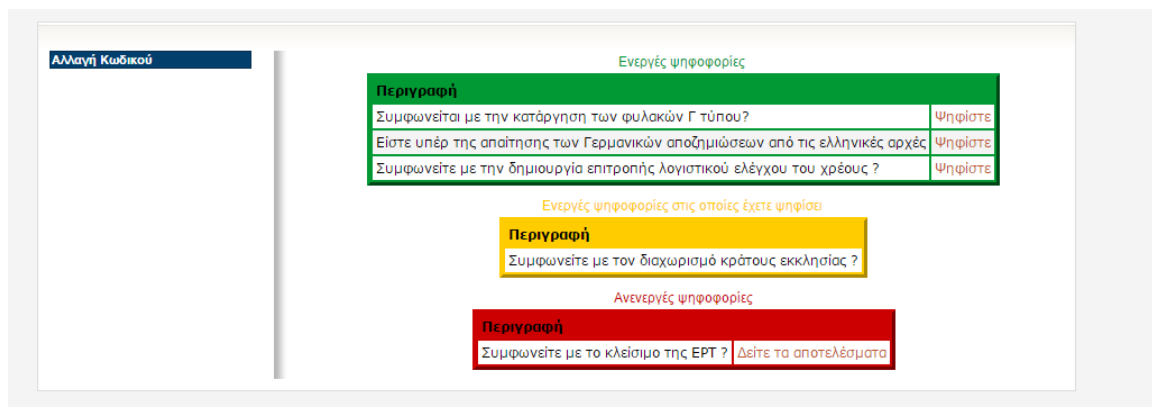 Αλλαγή Κωδικού
Ενεργές ψηφοφορίες
Περιγραφή
Συμφωνείται με την κατάργηση των φυλακών Γ τύπου? Ψηφίστε
Είστε υπέρ της απαίτησης των Γερμανικών αποζημιώσεων από τις ελληνικές αρχές Ψηφίστε
Συμφωνείτε με την δημιουργία επιτροπής λογιστικού ελέγχου του χρέους ? Ψηφίστε
Ενεργές ψηφοφορίες στις οποίες έχετε ψηφίσει
Περιγραφή
Συμφωνείτε με τον διαχωρισμό κράτους εκκλησίας ?
Ανενεργές ψηφοφορίες
Περιγραφή
Συμφωνείτε με το κλείσιμο της ΕΡΤ ? Δείτε τα αποτελέσματα